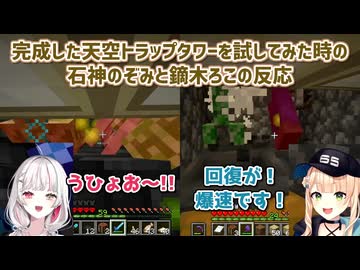 完成した天空トラップタワーを試してみた時の
石神のぞみと鏑木ろこの反応
うひょお～!!
回復が！
爆速です！